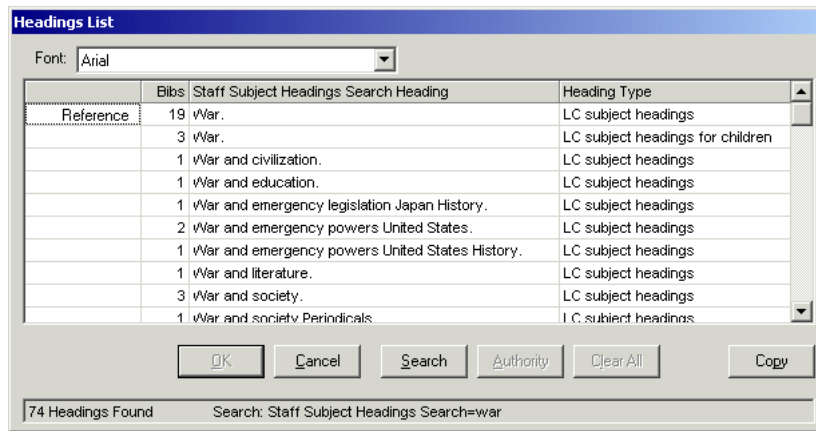 Headings List
Font: Arial
Bibs Staff Subject Headings Search Heading Heading Type
Reference 19 War. LC subject headings
3 War. LC subject headings for children
1 War and civilization. LC subject headings
1 War and education. LC subject headings
1 War and emergency legislation Japan History. LC subject headings
2 War and emergency powers United States. LC subject headings
1 War and emergency powers United States History. LC subject headings
1 War and literature. LC subject headings
3 War and society. LC subject headings
1 War and society Periodicals LC subject headings
OK Cancel Search Authority Clear All Copy
74 Headings Found Search: Staff Subject Headings Search=war